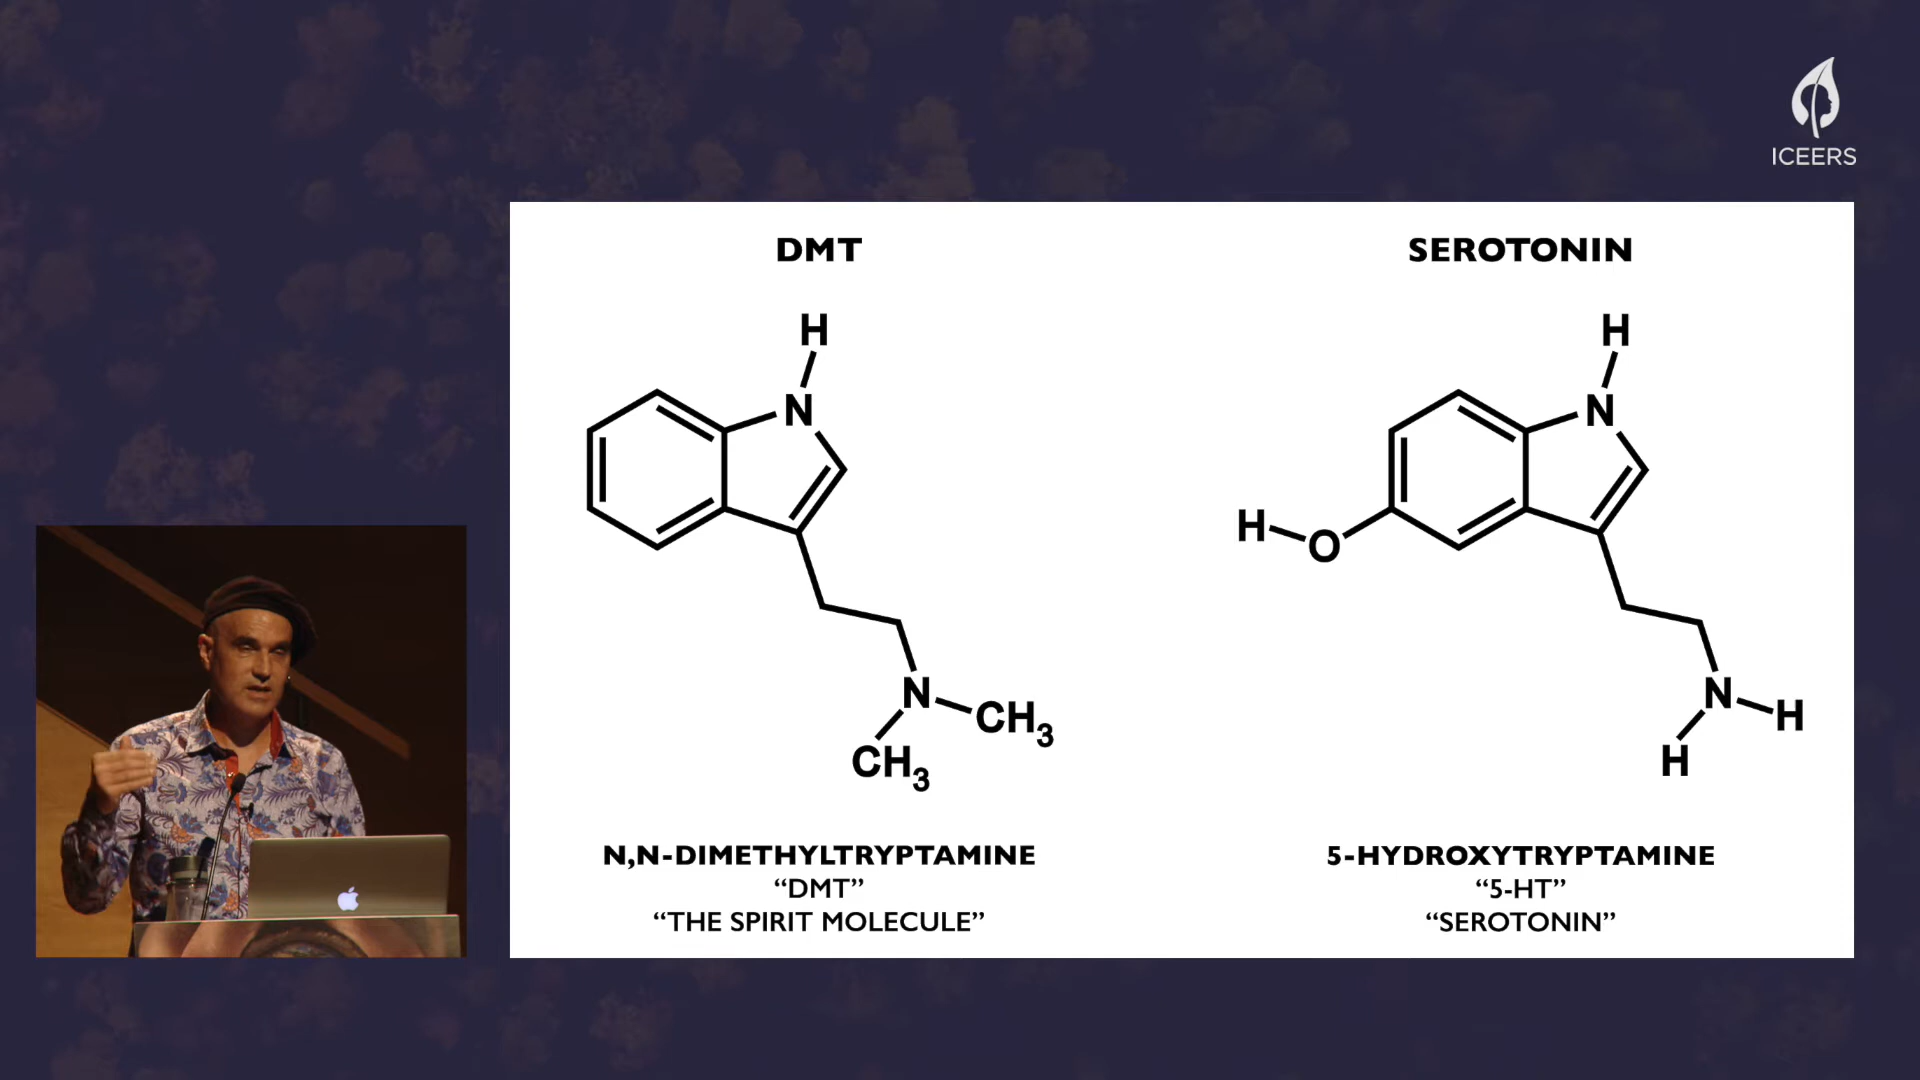 ICEERS
DMT
H
N
N
CH3
CH3
N,N-DIMETHYLTRYPTAMINE
“DMT”
“THE SPIRIT MOLECULE”
SEROTONIN
H
N
H
O
N
H
H
5-HYDROXYTRYPTAMINE
“5-HT”
“SEROTONIN”